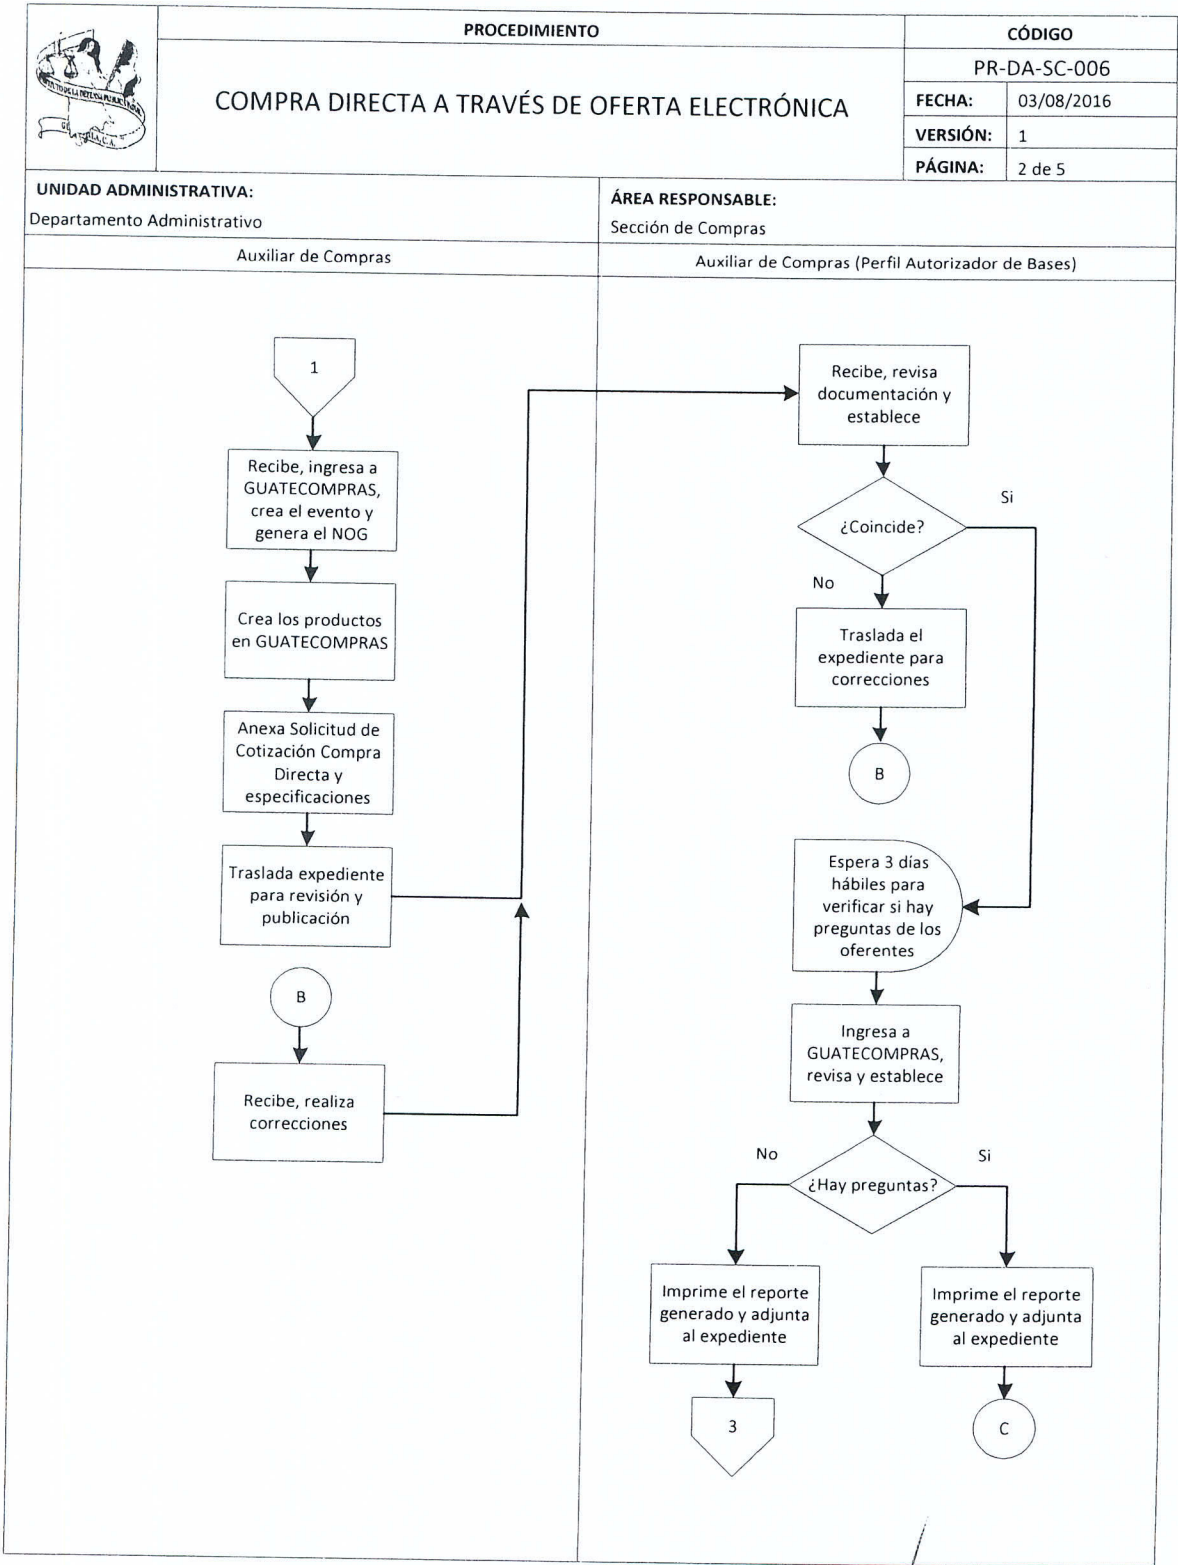 PROCEDIMIENTO
CÓDIGO
COMPRA DIRECTA A TRAVÉS DE OFERTA ELECTRÓNICA
PR-DA-SC-006
FECHA: 03/08/2016
VERSIÓN: 1
PÁGINA: 2 de 5
UNIDAD ADMINISTRATIVA:
Departamento Administrativo
ÁREA RESPONSABLE:
Sección de Compras
Auxiliar de Compras
Auxiliar de Compras (Perfil Autorizador de Bases)
1
Recibe, ingresa a
GUATECOMPRAS,
crea el evento y
genera el NOG
Crea los productos
en GUATECOMPRAS
Anexa Solicitud de
Cotización Compra
Directa y
especificaciones
Traslada expediente
para revisión y
publicación
B
Recibe, realiza
correcciones
Recibe, revisa
documentación y
establece
¿Coincide?
Si
No
Traslada el
expediente para
correcciones
B
Espera 3 días
hábiles para
verificar si hay
preguntas de los
oferentes
Ingresa a
GUATECOMPRAS,
revisa y establece
¿Hay preguntas?
No
Si
Imprime el reporte
generado y adjunta
al expediente
3
Imprime el reporte
generado y adjunta
al expediente
C